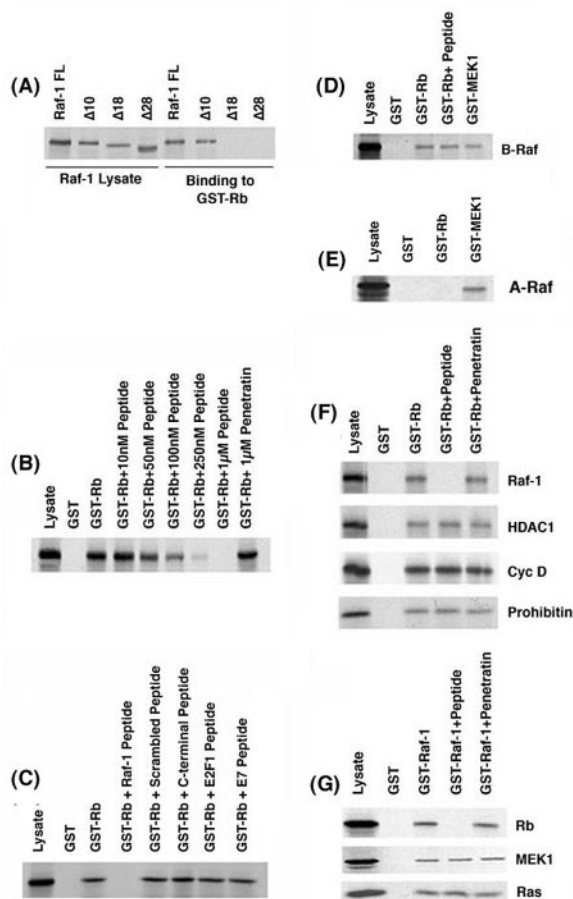 (A)
Raf-1 FL
Δ10
Δ18
Δ28
Raf-1 FL
Δ10
Δ18
Δ28
Raf-1 Lysate
Binding to
GST-Rb
(B)
Lysate
GST
GST-Rb
GST-Rb+10nM Peptide
GST-Rb+50nM Peptide
GST-Rb+100nM Peptide
GST-Rb+250nM Peptide
GST-Rb+1µM Peptide
GST-Rb+ 1µM Penetratin
(C)
Lysate
GST
GST-Rb
GST-Rb + Raf-1 Peptide
GST-Rb + Scrambled Peptide
GST-Rb + C-terminal Peptide
GST-Rb + E2F1 Peptide
GST-Rb + E7 Peptide
(D)
Lysate
GST
GST-Rb
GST-Rb+ Peptide
GST-MEK1
B-Raf
(E)
Lysate
GST
GST-Rb
GST-MEK1
A-Raf
(F)
Lysate
GST
GST-Rb
GST-Rb+Peptide
GST-Rb+Penetratin
Raf-1
HDAC1
Cyc D
Prohibitin
(G)
Lysate
GST
GST-Raf-1
GST-Raf-1+Peptide
GST-Raf-1+Penetratin
Rb
MEK1
Ras